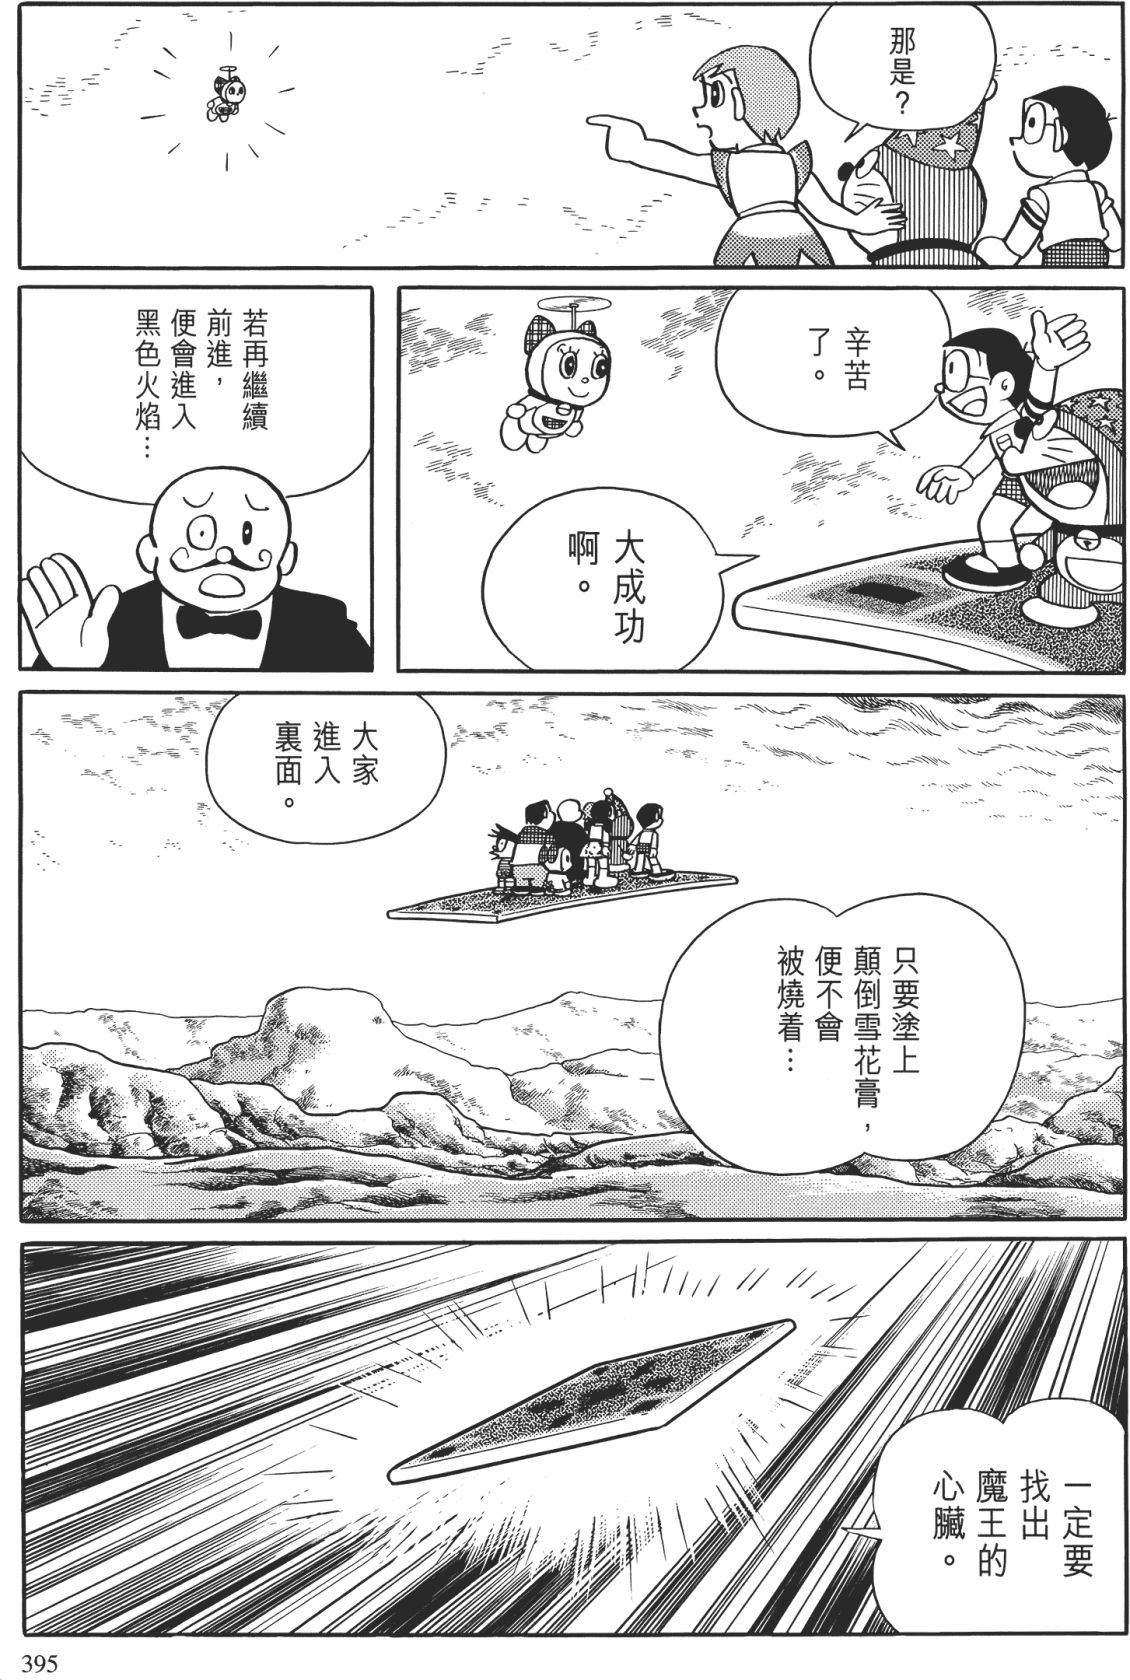 那是?
辛苦
了。
大成功
啊。
若再繼續
前進，
便會進入
黑色火焰…
大家
進入
裏面。
只要塗上
顛倒雪花膏，
便不會
被燒着…
一定要
找出
魔王的
心臟。
395